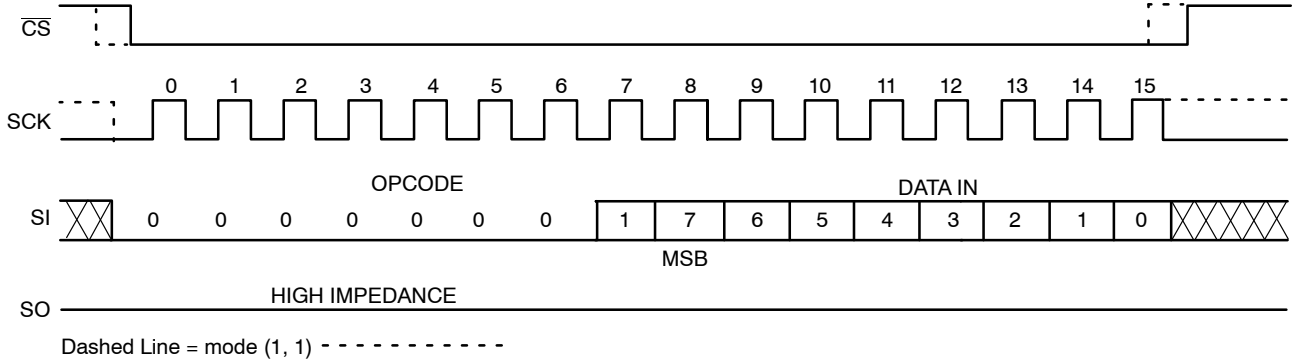 CS
0 1 2 3 4 5 6 7 8 9 10 11 12 13 14 15
SCK
OPCODE DATA IN
SI 0 0 0 0 0 0 0 1 7 6 5 4 3 2 1 0
MSB
HIGH IMPEDANCE
SO
Dashed Line = mode (1, 1)